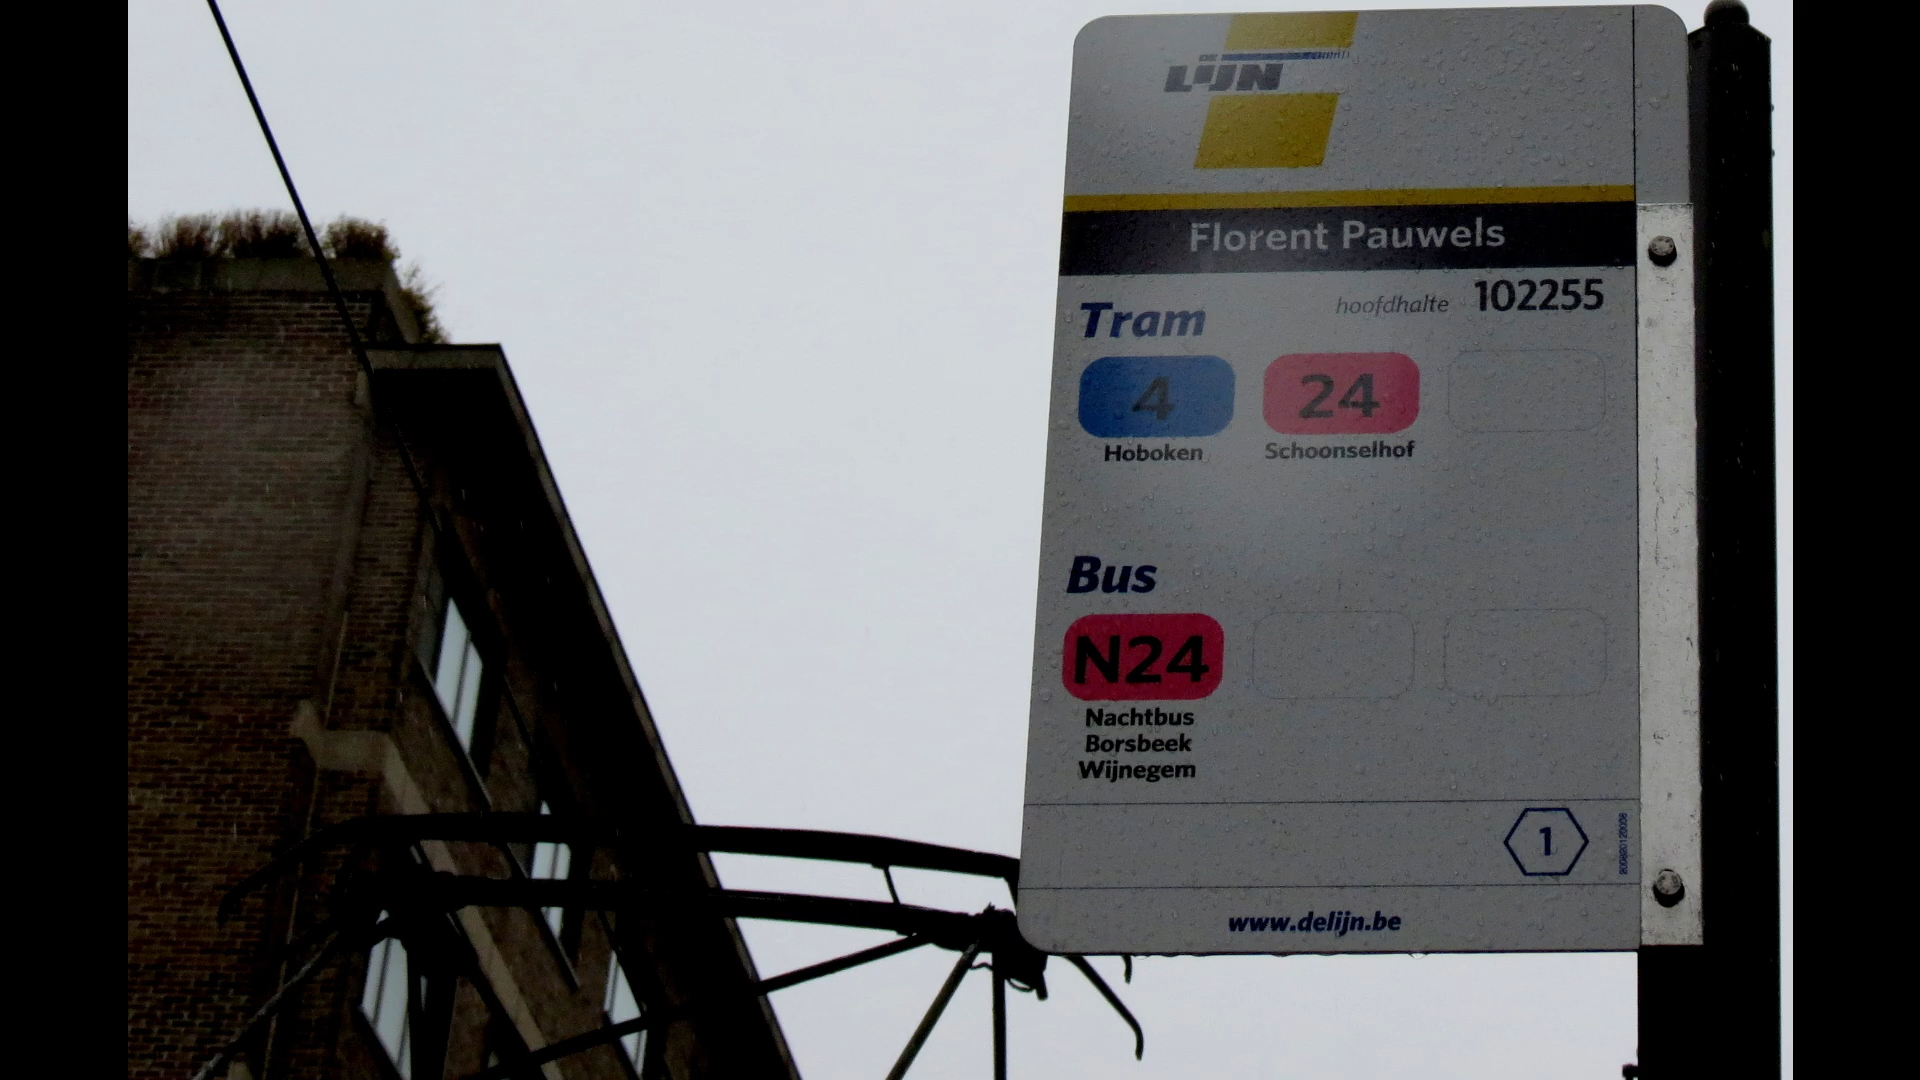 LIJN
Florent Pauwels
hoofdhalte 102255
Tram
4 24
Hoboken Schoonselhof
Bus
N24
Nachtbus
Borsbeek
Wijnegem
1
www.delijn.be